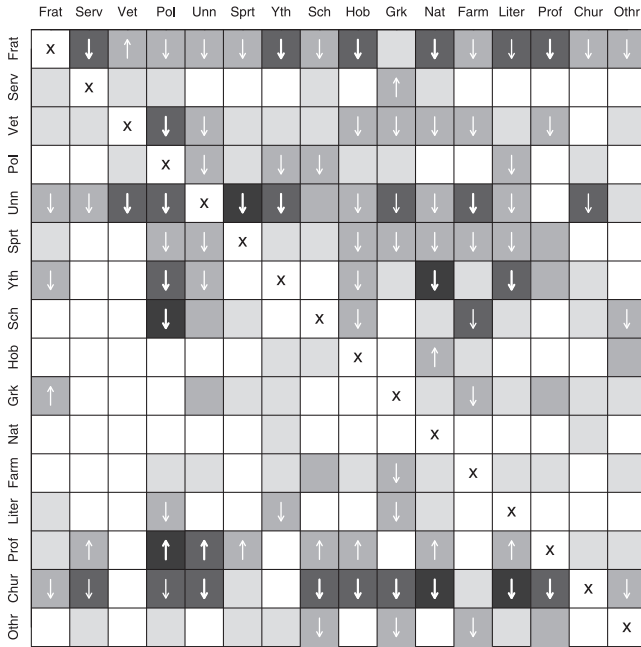 Frat Serv Vet Pol Unn Sprt Yth Sch Hob Grk Nat Farm Liter Prof Chur Othr
Frat x
Serv x
Vet x
Pol x
Unn x
Sprt x
Yth x
Sch x
Hob x
Grk x
Nat x
Farm x
Liter x
Prof x
Chur x
Othr x